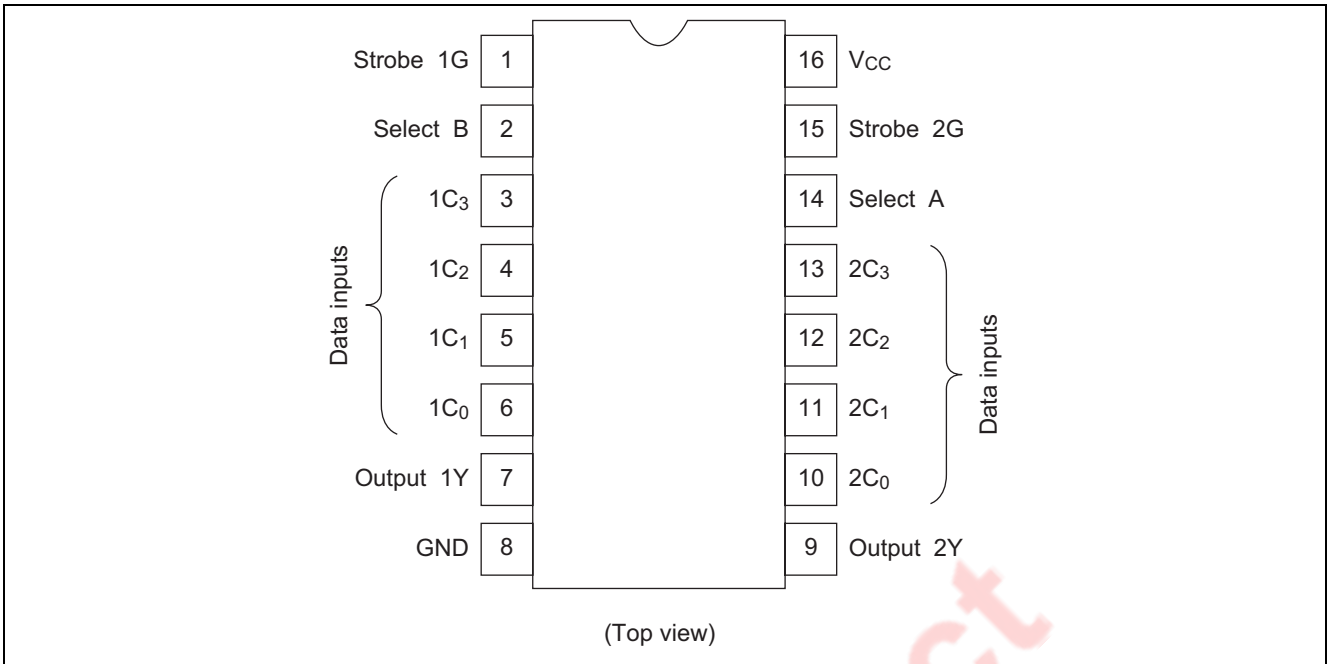 Strobe 1G 1 16 VCC
Select B 2 15 Strobe 2G
1C3 3 14 Select A
1C2 4 13 2C3
1C1 5 12 2C2
1C0 6 11 2C1
Output 1Y 7 10 2C0
GND 8 9 Output 2Y
Data inputs
Data inputs
(Top view)
ct